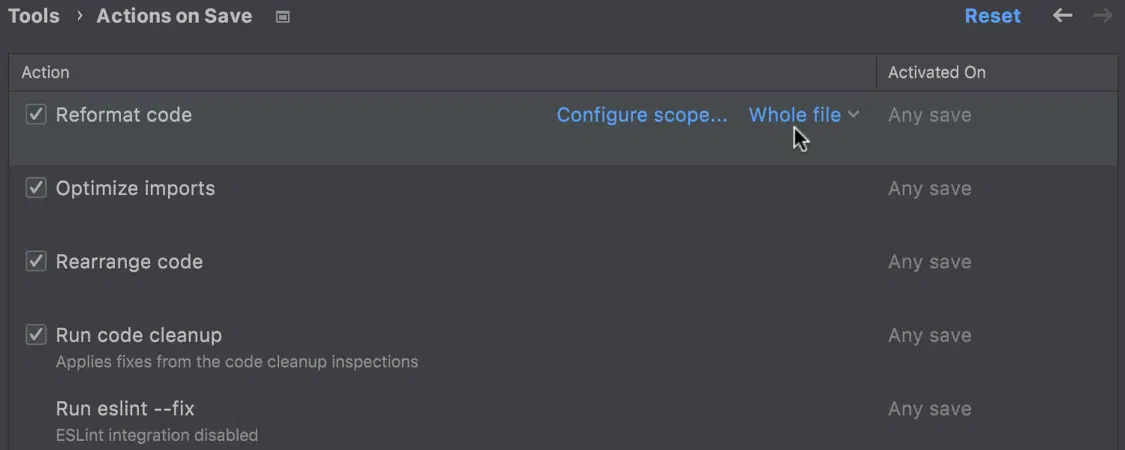 Tools › Actions on Save
Reset
Action
Activated On
Reformat code
Configure scope...
Whole file
Any save
Optimize imports
Any save
Rearrange code
Any save
Run code cleanup
Any save
Applies fixes from the code cleanup inspections
Run eslint --fix
Any save
ESLint integration disabled